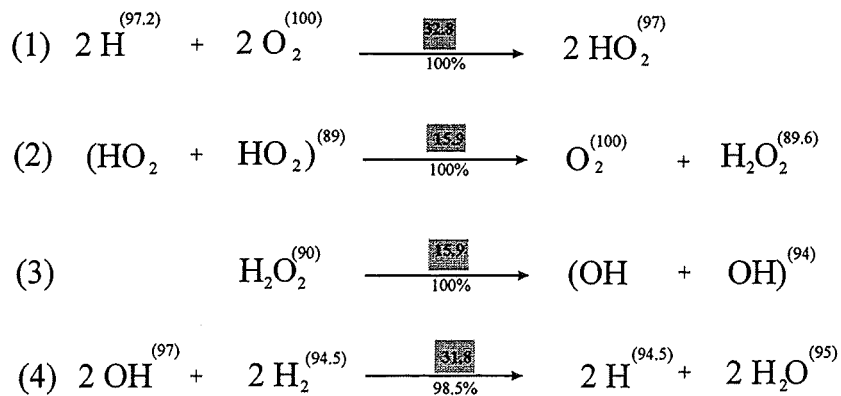 (1) 2 H(97.2) + 2 O2(100) 32.8 100% 2 HO2(97)
(2) (HO2 + HO2)(89) 15.9 100% O2(100) + H2O2(89.6)
(3) H2O2(90) 15.9 100% (OH + OH)(94)
(4) 2 OH(97) + 2 H2(94.5) 31.8 98.5% 2 H(94.5) + 2 H2O(95)